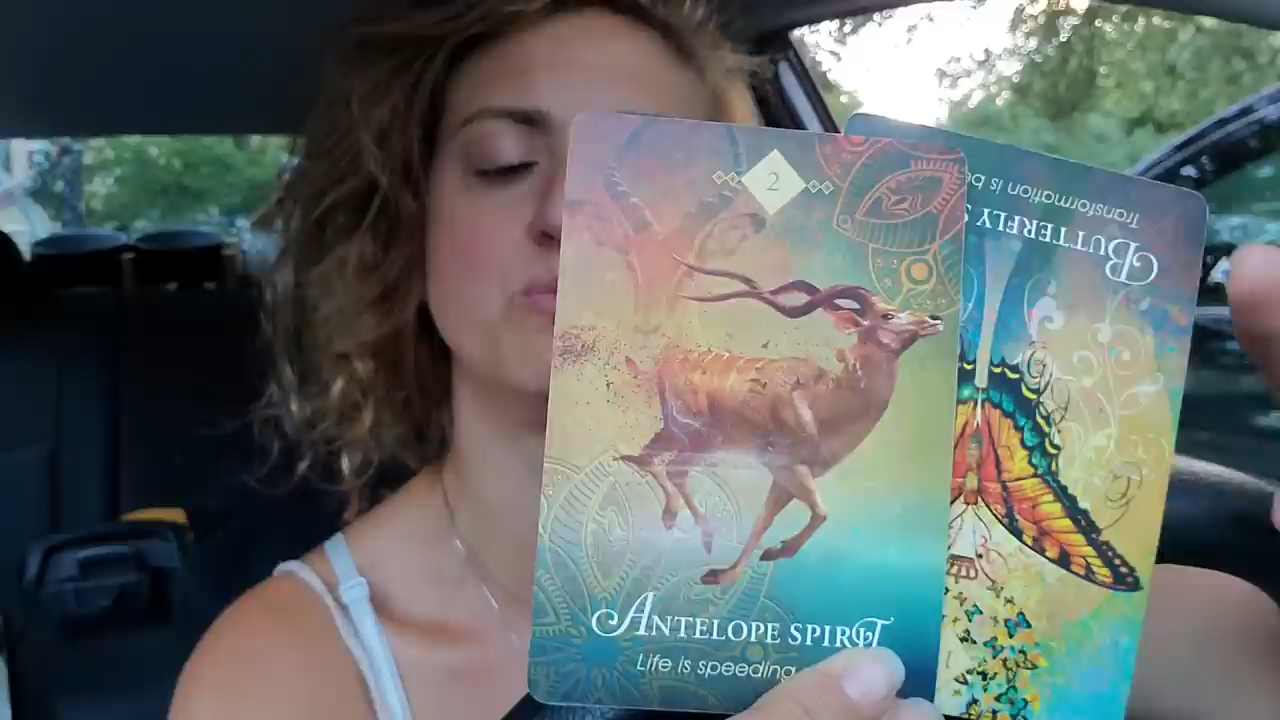 2
ANTELOPE SPIRIT
Life is speeding
BUTTERFLY
Transformation is